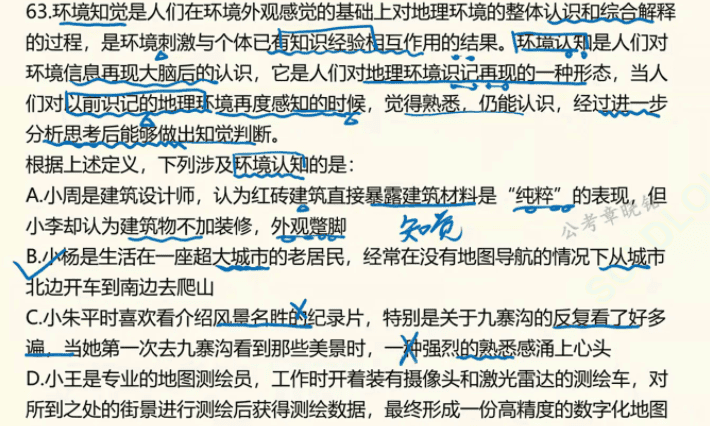 63.环境知觉是人们在环境外观感觉的基础上对地理环境的整体认识和综合解释
的过程，是环境刺激与个体已有知识经验相互作用的结果。环境认知是人们对
环境信息再现大脑后的认识，它是人们对地理环境识记再现的一种形态，当人
们对以前识记的地理环境再度感知的时候，觉得熟悉，仍能认识，经过进一步
分析思考后能够做出知觉判断。
根据上述定义，下列涉及环境认知的是：
A.小周是建筑设计师，认为红砖建筑直接暴露建筑材料是“纯粹”的表现，但
小李却认为建筑物不加装修，外观蹩脚
知觉
公考章晓铭
B.小杨是生活在一座超大城市的老居民，经常在没有地图导航的情况下从城市
北边开车到南边去爬山
C.小朱平时喜欢看介绍风景名胜的纪录片，特别是关于九寨沟的反复看了好多
遍，当她第一次去九寨沟看到那些美景时，一种强烈的熟悉感涌上心头
D.小王是专业的地图测绘员，工作时开着装有摄像头和激光雷达的测绘车，对
所到之处的街景进行测绘后获得测绘数据，最终形成一份高精度的数字化地图